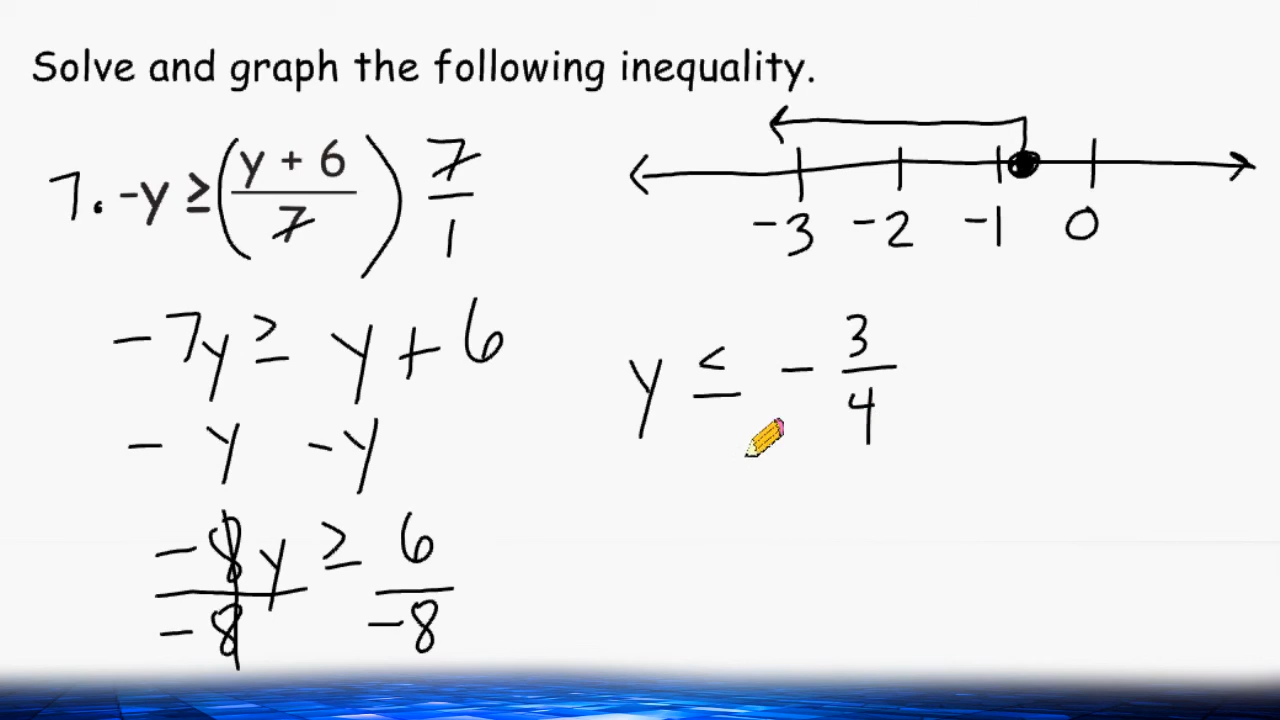 Solve and graph the following inequality.
7. -y ≥ (y + 6 / 7) 7/1
-3 -2 -1 0
-7y ≥ y + 6
y ≤ - 3/4
- y -y
-8y ≥ 6
-8 -8